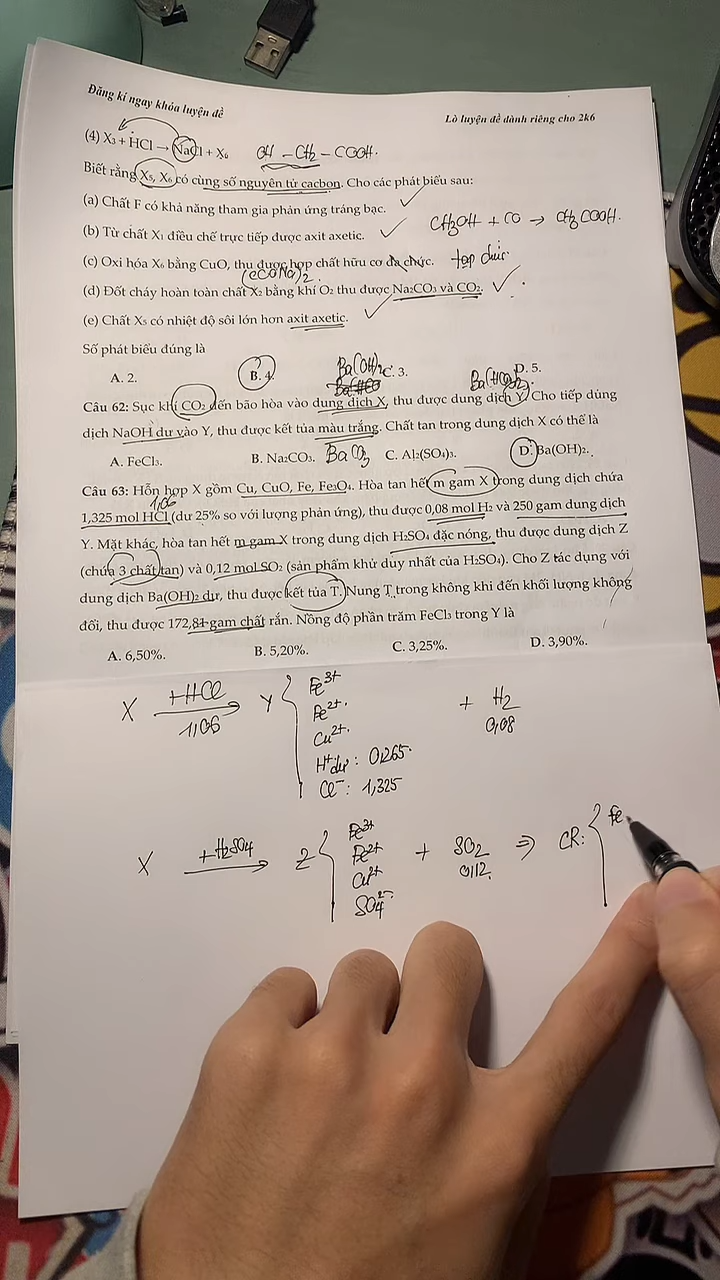 Đăng kí ngay khóa luyện đề
Lò luyện đề dành riêng cho 2k6
(4) X₃ + HCl → NaCl + X₆ OH – CH₂ – COOH.
Biết rằng X₅, X₆ có cùng số nguyên tử cacbon. Cho các phát biểu sau:
(a) Chất F có khả năng tham gia phản ứng tráng bạc.
(b) Từ chất X₁ điều chế trực tiếp được axit axetic. CH₃OH + CO → CH₃COOH.
(c) Oxi hóa X₆ bằng CuO, thu được hợp chất hữu cơ đa chức. tạp chức
(d) Đốt cháy hoàn toàn chất X₂ bằng khí O₂ thu được Na₂CO₃ và CO₂.
(e) Chất X₅ có nhiệt độ sôi lớn hơn axit axetic.
Số phát biểu đúng là
A. 2. B. 4. C. 3. D. 5.
Ba(OH)₂
Câu 62: Sục khí CO₂ đến bão hòa vào dung dịch X, thu được dung dịch Y. Cho tiếp dung
dịch NaOH dư vào Y, thu được kết tủa màu trắng. Chất tan trong dung dịch X có thể là
A. FeCl₃. B. Na₂CO₃. BaCO₃ C. Al₂(SO₄)₃. D. Ba(OH)₂.
Câu 63: Hỗn hợp X gồm Cu, CuO, Fe, Fe₃O₄. Hòa tan hết m gam X trong dung dịch chứa
1,06
1,325 mol HCl (dư 25% so với lượng phản ứng), thu được 0,08 mol H₂ và 250 gam dung dịch
Y. Mặt khác, hòa tan hết m gam X trong dung dịch H₂SO₄ đặc nóng, thu được dung dịch Z
(chứa 3 chất tan) và 0,12 mol SO₂ (sản phẩm khử duy nhất của H₂SO₄). Cho Z tác dụng với
dung dịch Ba(OH)₂ dư, thu được kết tủa T. Nung T trong không khí đến khối lượng không
đổi, thu được 172,81 gam chất rắn. Nồng độ phần trăm FeCl₃ trong Y là
A. 6,50%. B. 5,20%. C. 3,25%. D. 3,90%.
X +HCl 1,06 → Y { Fe³⁺ + H₂ 0,08
Fe²⁺
Cu²⁺
H⁺dư : 0,265
Cl⁻ : 1,325
X +H₂SO₄ → Z { Fe³⁺ + SO₂ 0,12 ⇒ CR: { Fe
Fe²⁺
Cu²⁺
SO₄²⁻